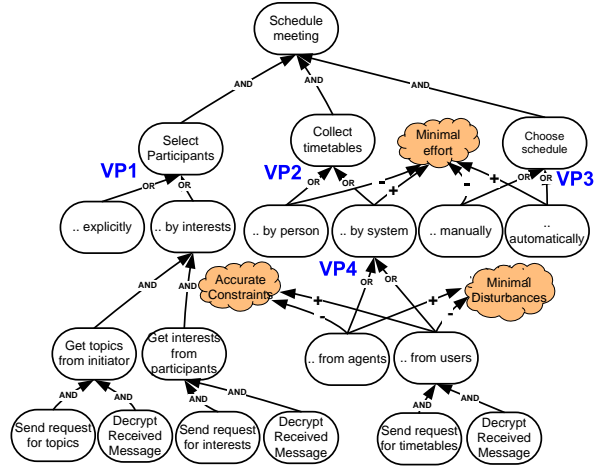 Schedule
meeting
AND
AND
AND
Select
Participants
Collect
timetables
Minimal
effort
Choose
schedule
VP1
VP2
VP3
OR
OR
OR
OR
OR
OR
-
+
-
+
.. explicitly
.. by interests
.. by person
.. by system
.. manually
..
automatically
VP4
AND
AND
Accurate
Constraints
OR
OR
Minimal
Disturbances
+
-
+
-
Get topics
from initiator
Get interests
from
participants
.. from agents
.. from users
AND
AND
AND
AND
AND
AND
Send request
for topics
Decrypt
Received
Message
Send request
for interests
Decrypt
Received
Message
Send request
for timetables
Decrypt
Received
Message